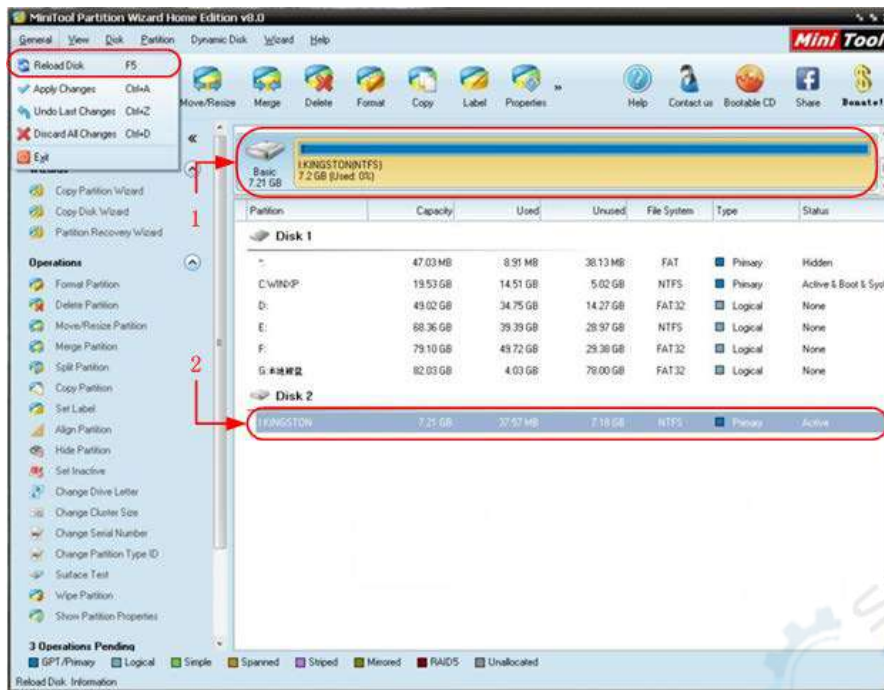 MiniTool Partition Wizard Home Edition v8.0
General View Disk Partition Dynamic Disk Wizard Help
Mini Tool
Reload Disk F5
Apply Changes Ctrl+A
Undo Last Changes Ctrl+Z
Discard All Changes Ctrl+D
Exit
Move/Resize Merge Delete Format Copy Label Properties » Help Contact us Bootable CD Share Donate!
«
1
Basic
7.21 GB
I:KINGSTON(NTFS)
7.2 GB (Used: 0%)
Copy Partition Wizard
Copy Disk Wizard
Partition Recovery Wizard
Operations
Format Partition
Delete Partition
Move/Resize Partition
Merge Partition
Split Partition
Copy Partition
Set Label
Align Partition
Hide Partition
Set Inactive
Change Drive Letter
Change Cluster Size
Change Serial Number
Change Partition Type ID
Surface Test
Wipe Partition
Show Partition Properties
3 Operations Pending
Partition Capacity Used Unused File System Type Status
Disk 1
*: 47.03 MB 8.91 MB 38.13 MB FAT Primary Hidden
C:WINXP 19.53 GB 14.51 GB 5.02 GB NTFS Primary Active & Boot & Sys
D: 49.02 GB 34.75 GB 14.27 GB FAT32 Logical None
E: 68.36 GB 39.39 GB 28.97 GB NTFS Logical None
F: 79.10 GB 49.72 GB 29.38 GB FAT32 Logical None
G:本地磁盘 82.03 GB 4.03 GB 78.00 GB FAT32 Logical None
2
Disk 2
I:KINGSTON 7.21 GB 37.57 MB 7.18 GB NTFS Primary Active
GPT/Primary Logical Simple Spanned Striped Mirrored RAID5 Unallocated
Reload Disk Information